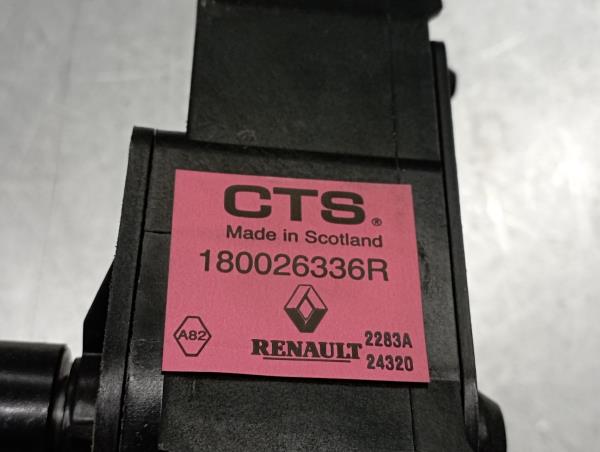 CTS®
Made in Scotland
180026336R
A82
RENAULT
2283A
24320